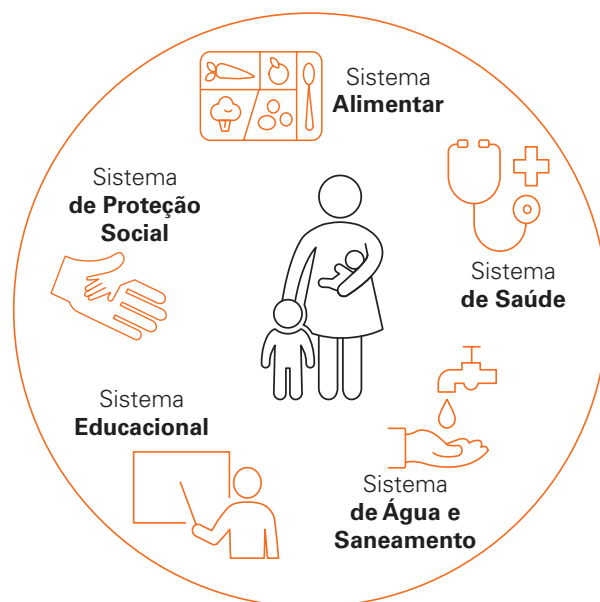 Sistema
Alimentar
Sistema
de Saúde
Sistema
de Água e
Saneamento
Sistema
Educacional
Sistema
de Proteção
Social